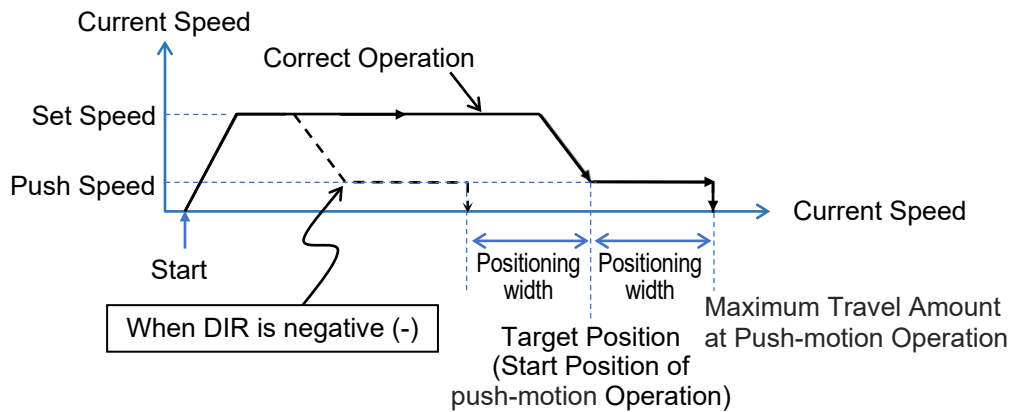 Current Speed
Correct Operation
Set Speed
Push Speed
Current Speed
Start
Positioning
width
Positioning
width
When DIR is negative (-)
Target Position
(Start Position of
push-motion Operation)
Maximum Travel Amount
at Push-motion Operation